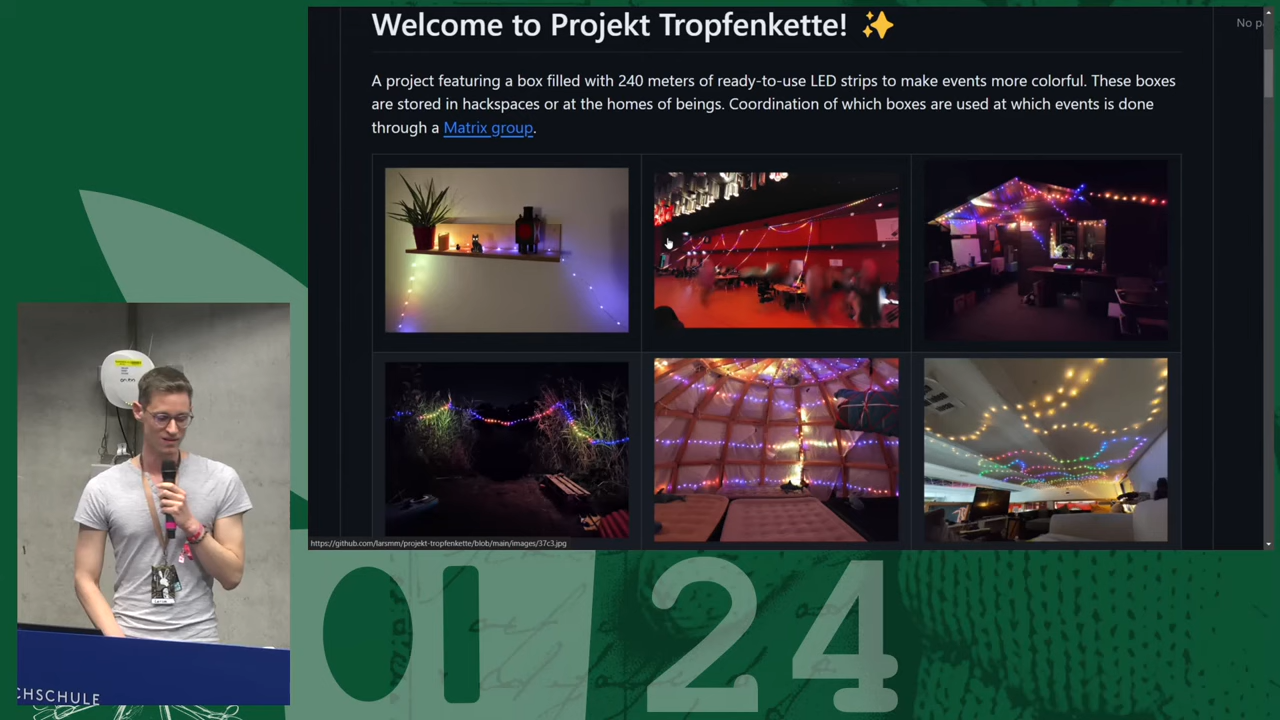 Welcome to Projekt Tropfenkette! ✨
No p
A project featuring a box filled with 240 meters of ready-to-use LED strips to make events more colorful. These boxes
are stored in hackspaces or at the homes of beings. Coordination of which boxes are used at which events is done
through a Matrix group.
https://github.com/larsmm/projekt-tropfenkette/blob/main/images/37c3.jpg
24
CHSCHULE